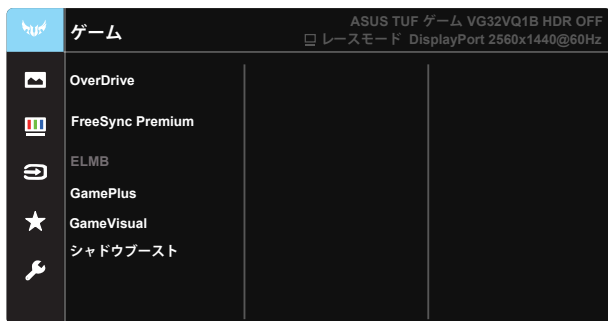 ゲーム
ASUS TUF ゲーム VG32VQ1B HDR OFF
レースモード DisplayPort 2560x1440@60Hz
OverDrive
FreeSync Premium
ELMB
GamePlus
GameVisual
シャドウブースト